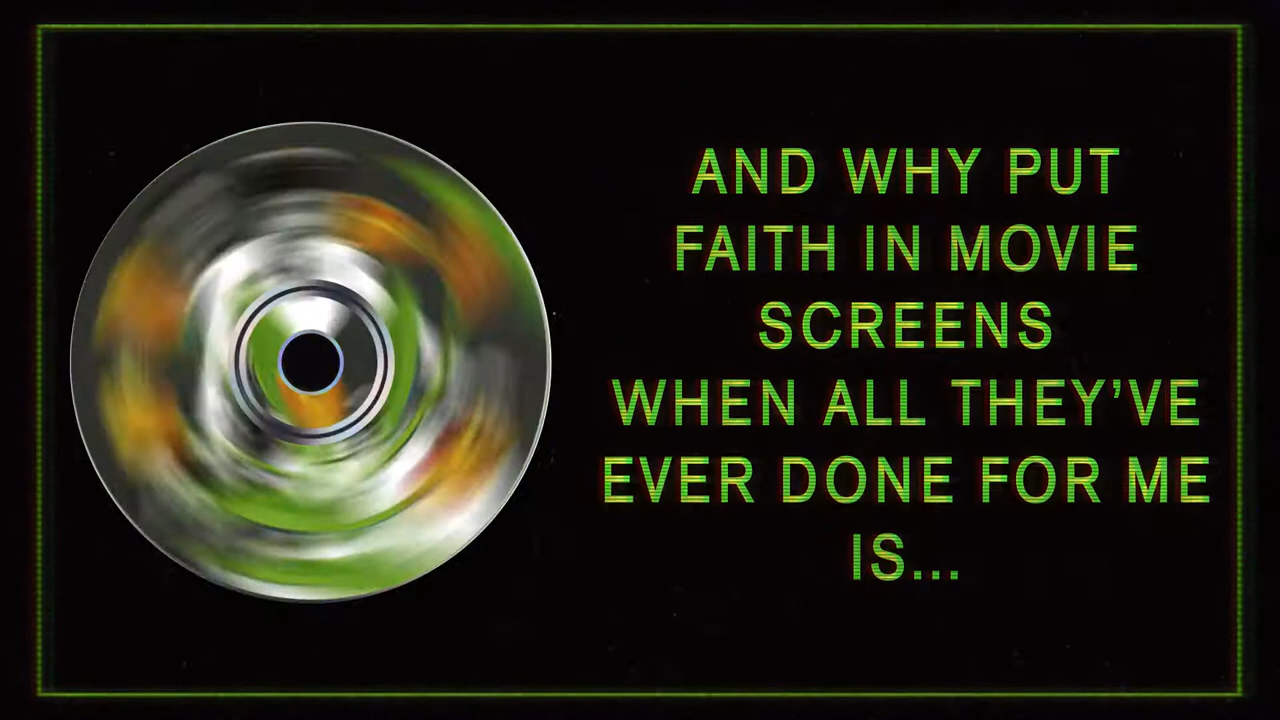 AND WHY PUT
FAITH IN MOVIE
SCREENS
WHEN ALL THEY’VE
EVER DONE FOR ME
IS...